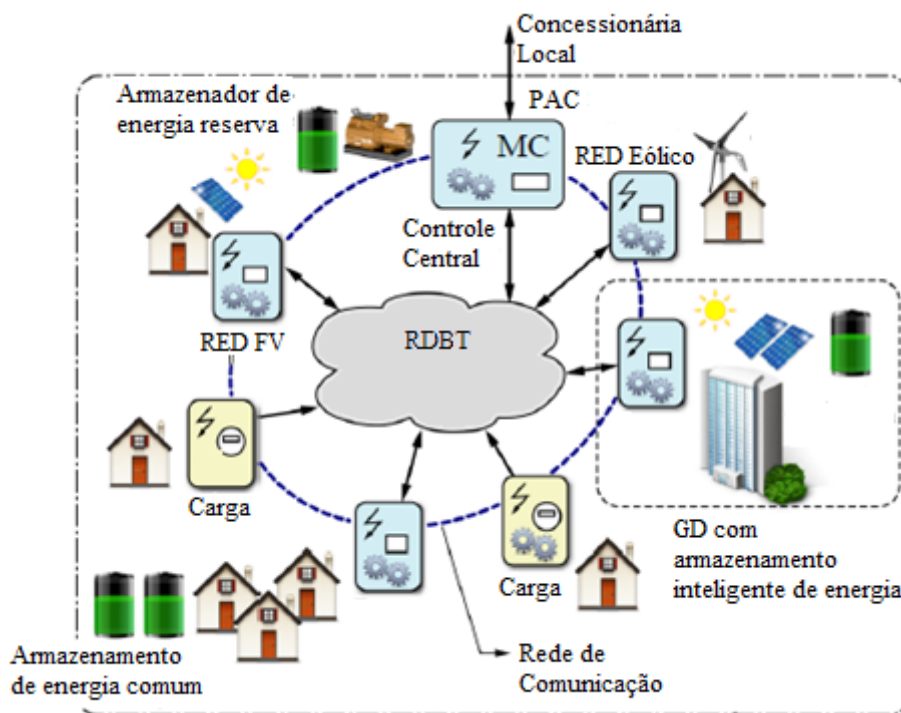 Concessionária
Local
PAC
Armazenador de
energia reserva
MC
RED Eólico
Controle
Central
RDBT
RED FV
Carga
Carga
GD com
armazenamento
inteligente de energia
Armazenamento
de energia comum
Rede de
Comunicação